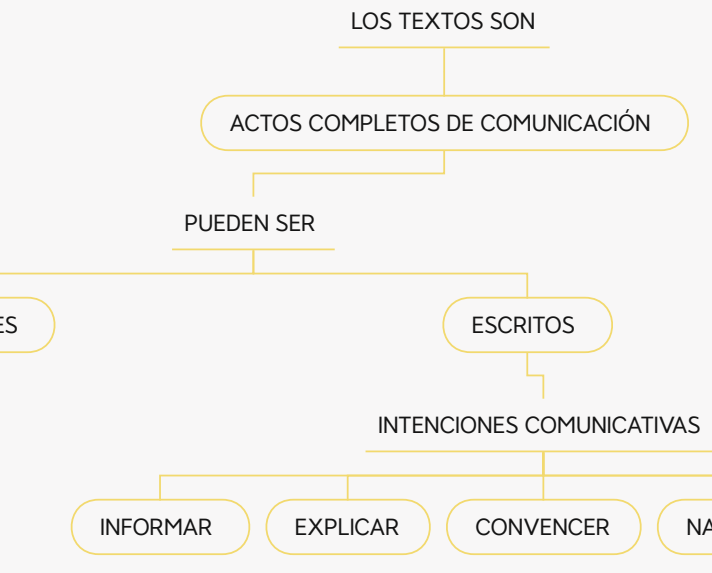 LOS TEXTOS SON
ACTOS COMPLETOS DE COMUNICACIÓN
PUEDEN SER
ESCRITOS
INTENCIONES COMUNICATIVAS
INFORMAR
EXPLICAR
CONVENCER